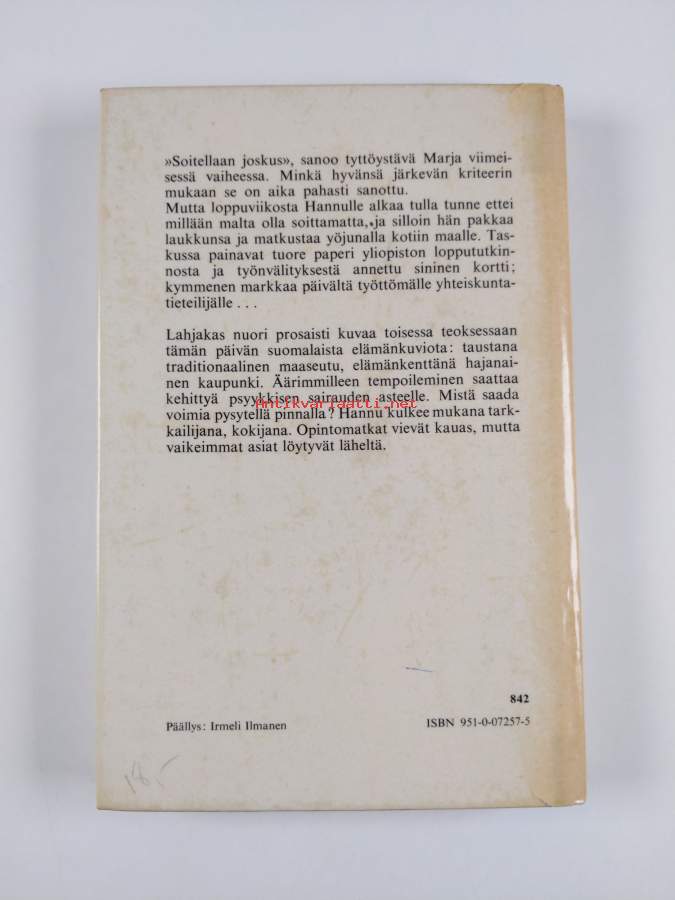 »Soitellaan joskus», sanoo tyttöystävä Marja viimei-
sessä vaiheessa. Minkä hyvänsä järkevän kriteerin
mukaan se on aika pahasti sanottu.
Mutta loppuviikosta Hannulle alkaa tulla tunne ettei
millään malta olla soittamatta, ja silloin hän pakkaa
laukkunsa ja matkustaa yöjunalla kotiin maalle. Tas-
kussa painavat tuore paperi yliopiston lopputukin-
nosta ja työnvälityksestä annettu sininen kortti;
kymmenen markkaa päivältä työttömälle yhteiskunta-
tieteilijälle . . .
Lahjakas nuori prosaisti kuvaa toisessa teoksessaan
tämän päivän suomalaista elämänkuviota: taustana
traditionaalinen maaseutu, elämänkenttänä hajanai-
nen kaupunki. Äärimmilleen tempoileminen saattaa
kehittyä psyykkisen sairauden asteelle. Mistä saada
Antikvariaatti.net
voimia pysytellä pinnalla? Hannu kulkee mukana tark-
kailijana, kokijana. Opintomatkat vievät kauas, mutta
vaikeimmat asiat löytyvät läheltä.
842
Päällys: Irmeli Ilmanen
ISBN 951-0-07257-5
18,-